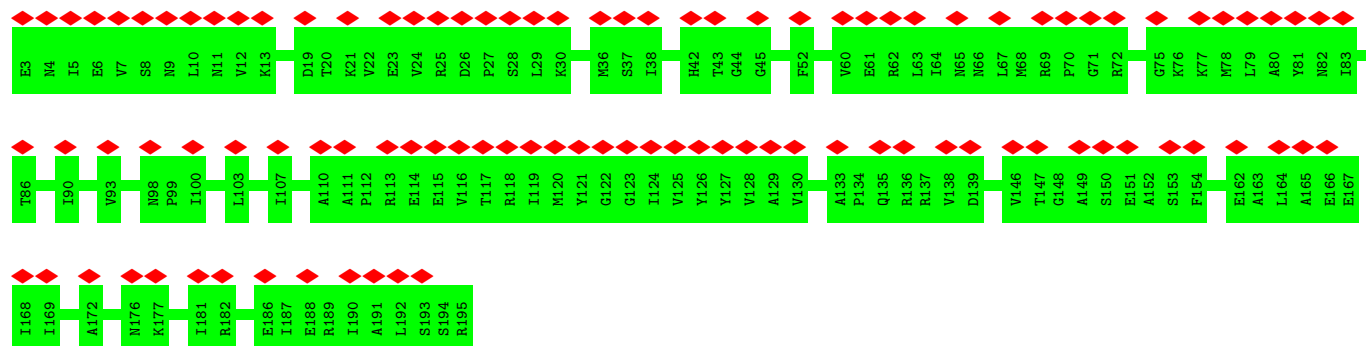 E3 N4 I5 E6 V7 S8 N9 L10 N11 V12 K13 D19 T20 K21 V22 E23 V24 R25 D26 P27 S28 L29 K30 M36 S37 I38 H42 T43 G44 G45 F52 V60 E61 R62 L63 I64 N65 N66 L67 M68 R69 P70 G71 R72 G75 K76 K77 M78 L79 A80 Y81 N82 I83
T86 I90 V93 N98 P99 I100 L103 I107 A110 A111 P112 R113 E114 E115 V116 T117 R118 I119 M120 Y121 G122 G123 I124 V125 Y126 Y127 V128 A129 V130 A133 P134 Q135 R136 R137 V138 D139 V146 T147 G148 A149 S150 E151 A152 S153 F154 E162 A163 L164 A165 E166 E167
I168 I169 A172 N176 K177 I181 R182 E186 I187 E188 R189 I190 A191 L192 S193 S194 R195